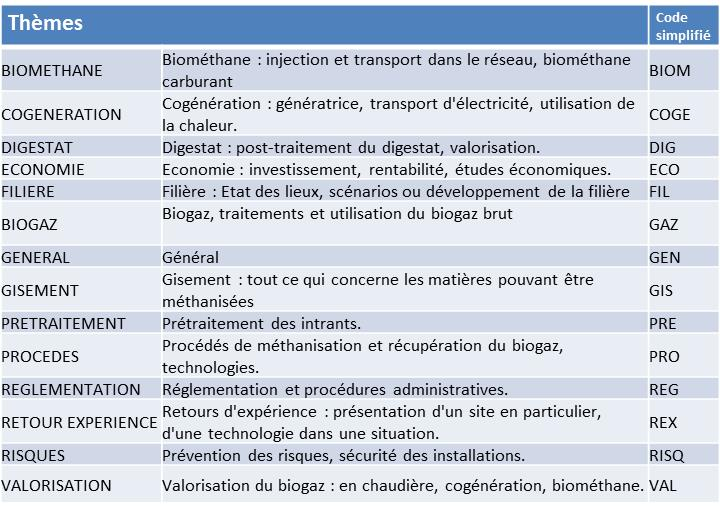 Thèmes
Code simplifié
BIOMETHANE Biométhane : injection et transport dans le réseau, biométhane carburant BIOM
COGENERATION Cogénération : génératrice, transport d'électricité, utilisation de la chaleur. COGE
DIGESTAT Digestat : post-traitement du digestat, valorisation. DIG
ECONOMIE Economie : investissement, rentabilité, études économiques. ECO
FILIERE Filière : Etat des lieux, scénarios ou développement de la filière FIL
BIOGAZ Biogaz, traitements et utilisation du biogaz brut GAZ
GENERAL Général GEN
GISEMENT Gisement : tout ce qui concerne les matières pouvant être méthanisées GIS
PRETRAITEMENT Prétraitement des intrants. PRE
PROCEDES Procédés de méthanisation et récupération du biogaz, technologies. PRO
REGLEMENTATION Réglementation et procédures administratives. REG
RETOUR EXPERIENCE Retours d'expérience : présentation d'un site en particulier, d'une technologie dans une situation. REX
RISQUES Prévention des risques, sécurité des installations. RISQ
VALORISATION Valorisation du biogaz : en chaudière, cogénération, biométhane. VAL